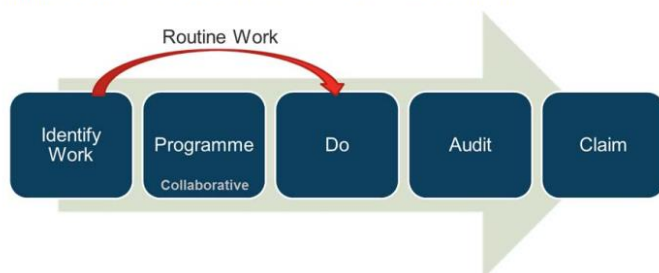 Routine Work
Identify
Work
Programme
Collaborative
Do
Audit
Claim